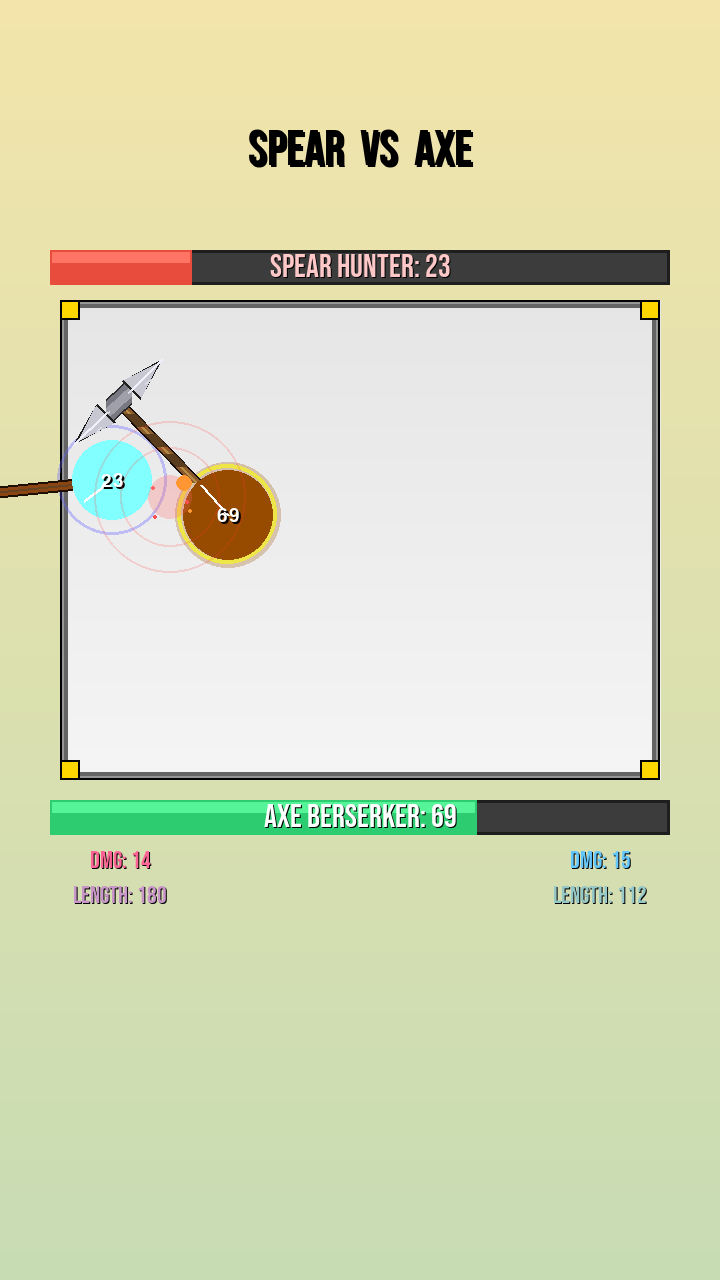 SPEAR VS AXE
SPEAR HUNTER: 23
23
69
AXE BERSERKER: 69
DMG: 14
DMG: 15
LENGTH: 180
LENGTH: 112